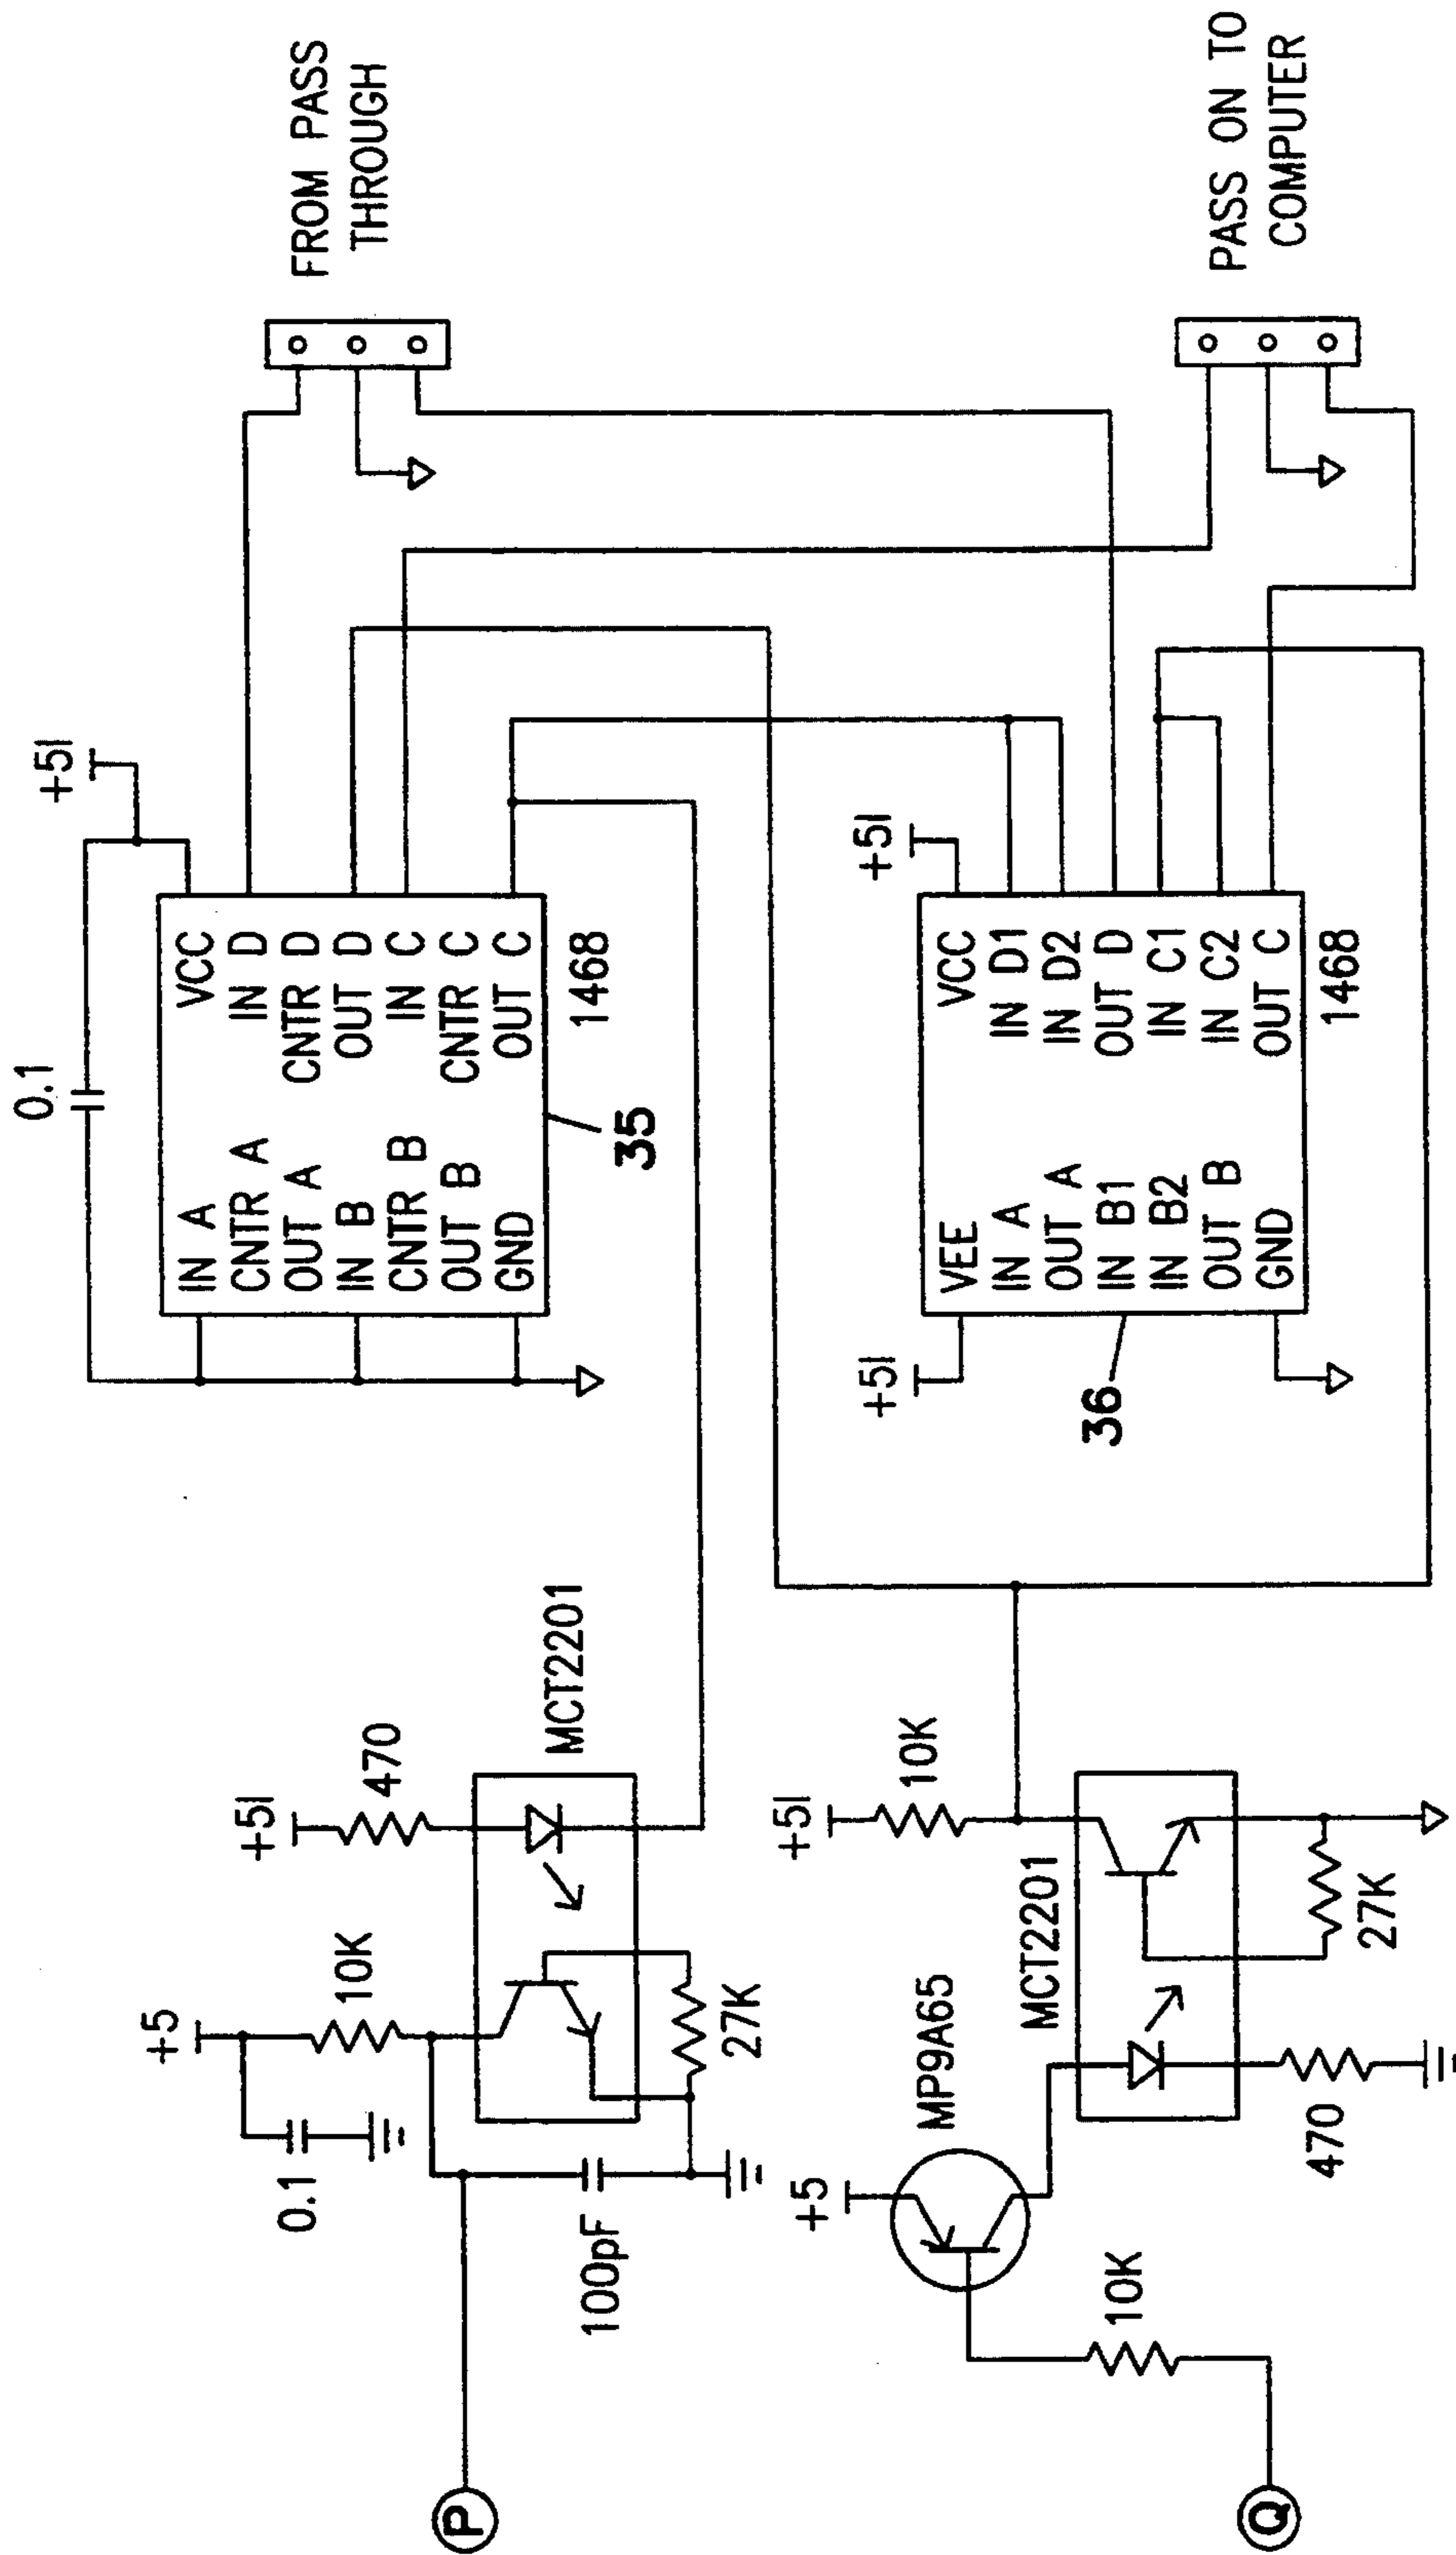 0.1
+5I
FROM PASS
THROUGH
IN A
CNTR A
OUT A
IN B
CNTR B
OUT B
GND
VCC
IN D
CNTR D
OUT D
IN C
CNTR C
OUT C
1468
35
+5
0.1
10K
+5I
470
MCT2201
27K
100pF
P
+5I
+5I
VEE
IN A
OUT A
IN B1
IN B2
OUT B
GND
VCC
IN D1
IN D2
OUT D
IN C1
IN C2
OUT C
1468
36
PASS ON TO
COMPUTER
+5
MP9A65
+5I
10K
MCT2201
27K
470
10K
Q